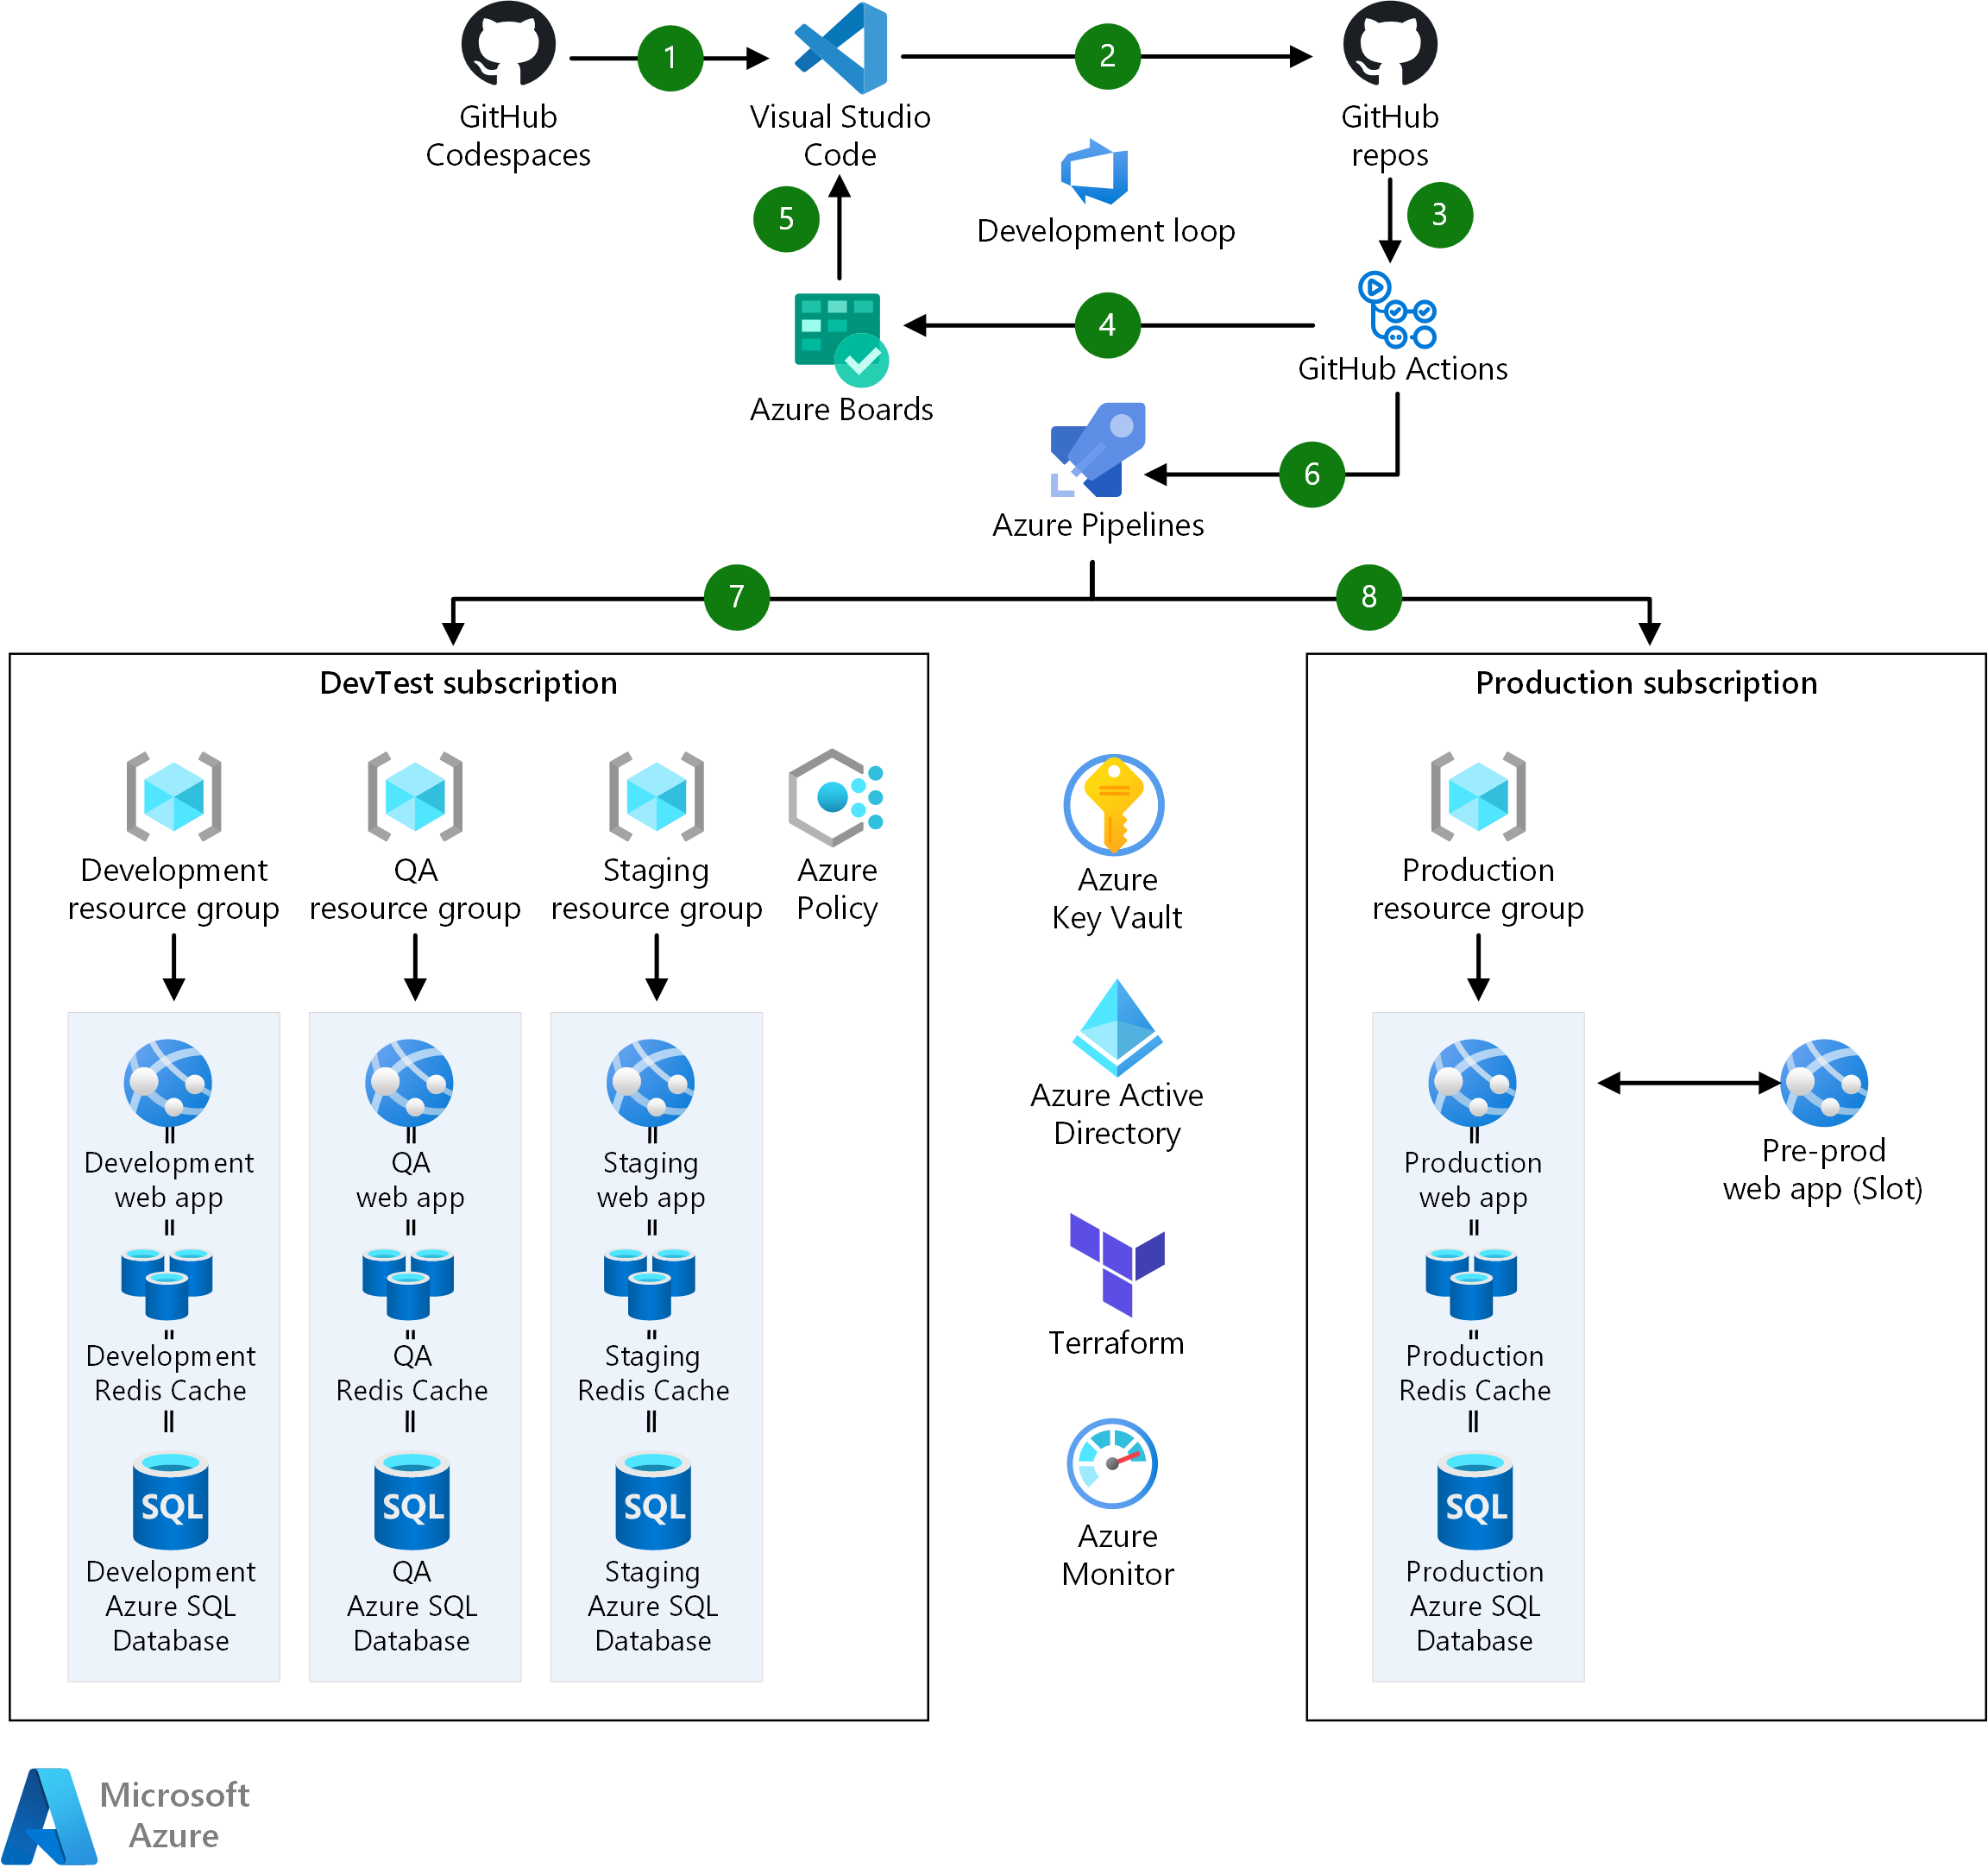 1
2
GitHub
Codespaces
Visual Studio
Code
GitHub
repos
Development loop
5
3
4
Azure Boards
GitHub Actions
6
Azure Pipelines
7
8
DevTest subscription
Development
resource group
QA
resource group
Staging
resource group
Azure
Policy
Development
web app
Development
Redis Cache
SQL
Development
Azure SQL
Database
QA
web app
QA
Redis Cache
SQL
QA
Azure SQL
Database
Staging
web app
Staging
Redis Cache
SQL
Staging
Azure SQL
Database
Azure
Key Vault
Azure Active
Directory
Terraform
Azure
Monitor
Production subscription
Production
resource group
Production
web app
Production
Redis Cache
SQL
Production
Azure SQL
Database
Pre-prod
web app (Slot)
Microsoft
Azure